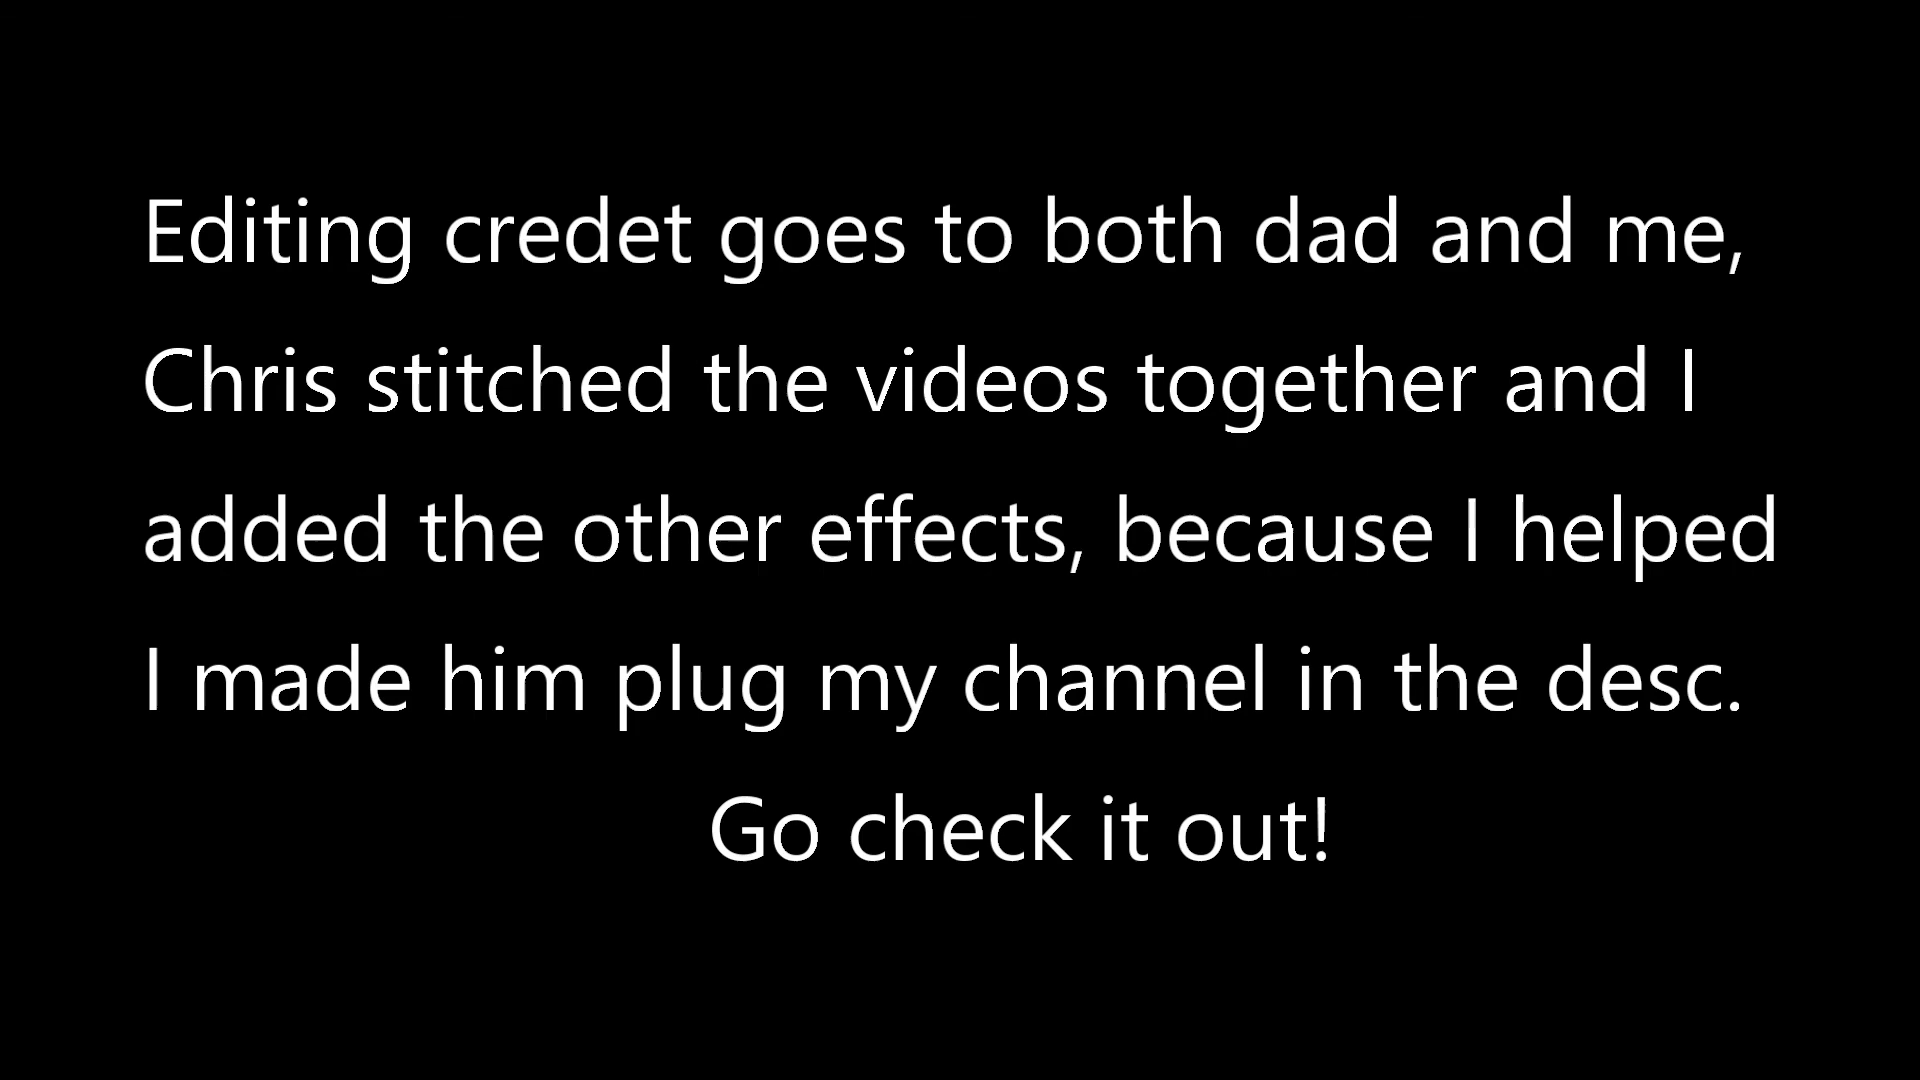 Editing credet goes to both dad and me,
Chris stitched the videos together and I
added the other effects, because I helped
I made him plug my channel in the desc.
Go check it out!